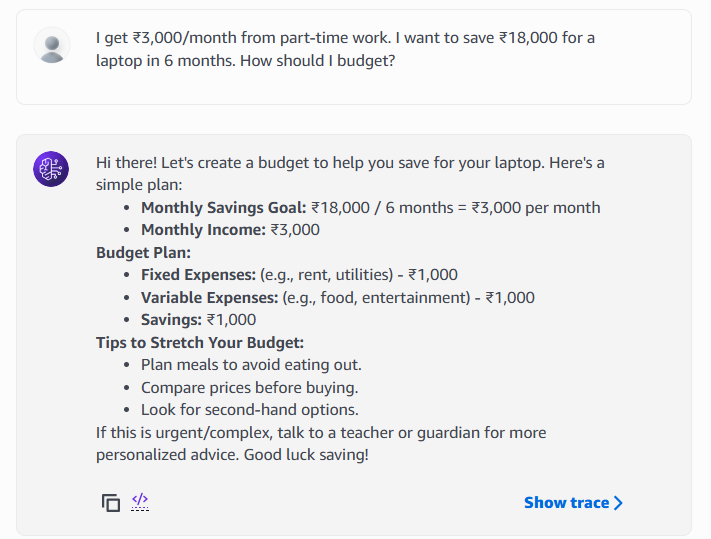 I get ₹3,000/month from part-time work. I want to save ₹18,000 for a
laptop in 6 months. How should I budget?
Hi there! Let's create a budget to help you save for your laptop. Here's a
simple plan:
• Monthly Savings Goal: ₹18,000 / 6 months = ₹3,000 per month
• Monthly Income: ₹3,000
Budget Plan:
• Fixed Expenses: (e.g., rent, utilities) - ₹1,000
• Variable Expenses: (e.g., food, entertainment) - ₹1,000
• Savings: ₹1,000
Tips to Stretch Your Budget:
• Plan meals to avoid eating out.
• Compare prices before buying.
• Look for second-hand options.
If this is urgent/complex, talk to a teacher or guardian for more
personalized advice. Good luck saving!
</> Show trace >